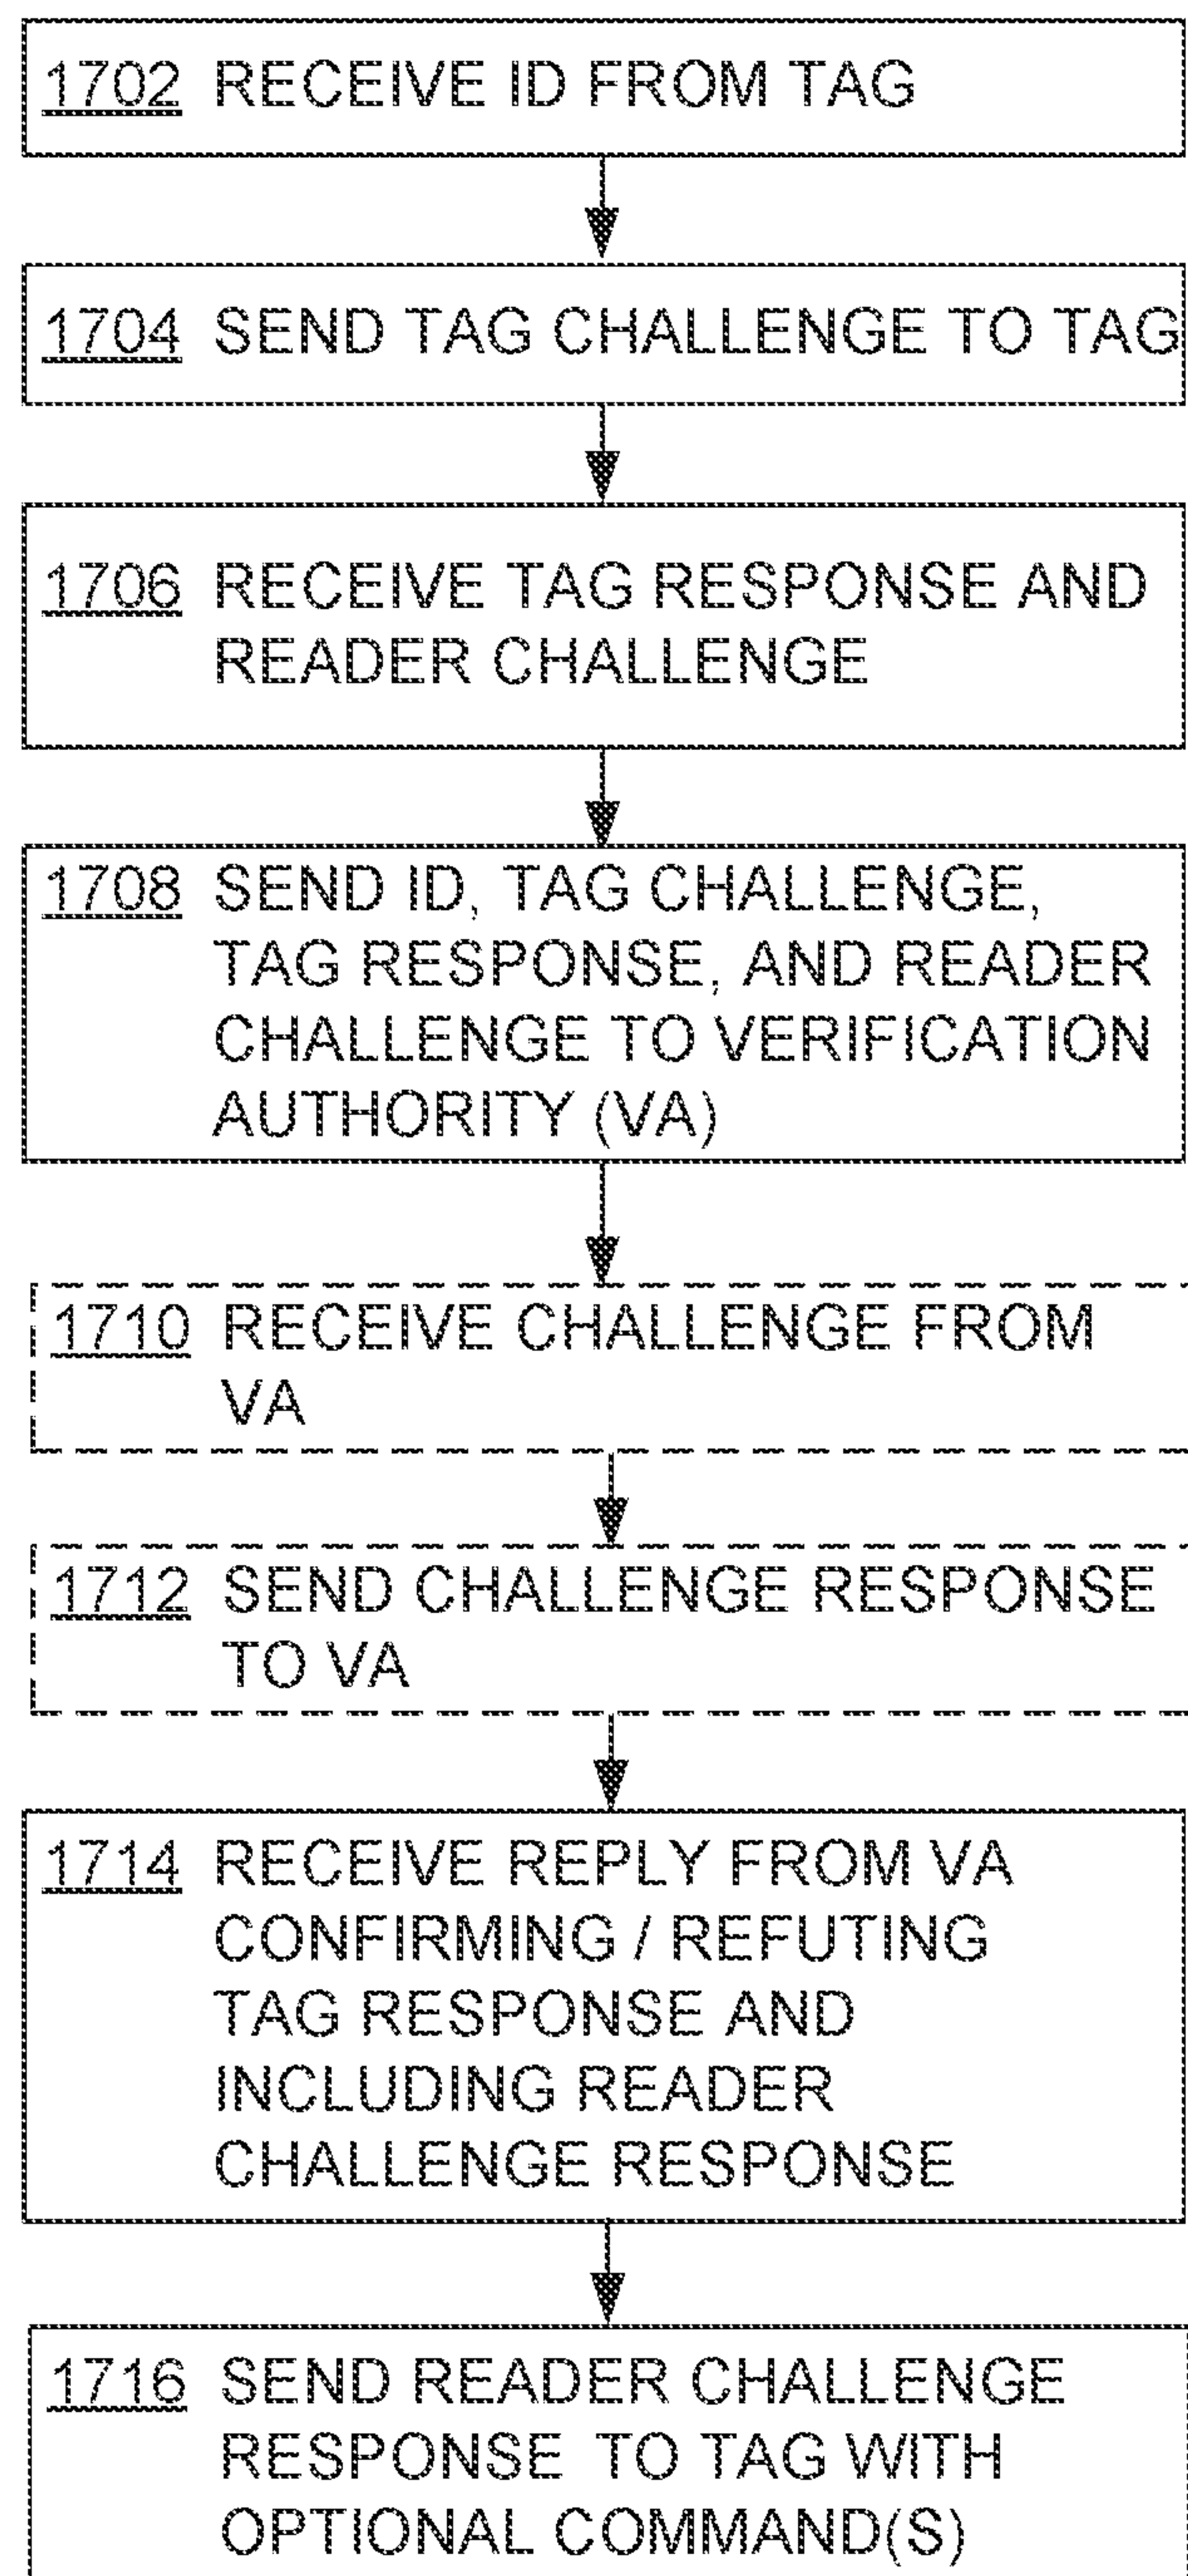 1702 RECEIVE ID FROM TAG
1704 SEND TAG CHALLENGE TO TAG
1706 RECEIVE TAG RESPONSE AND
READER CHALLENGE
1708 SEND ID, TAG CHALLENGE,
TAG RESPONSE, AND READER
CHALLENGE TO VERIFICATION
AUTHORITY (VA)
1710 RECEIVE CHALLENGE FROM
VA
1712 SEND CHALLENGE RESPONSE
TO VA
1714 RECEIVE REPLY FROM VA
CONFIRMING / REFUTING
TAG RESPONSE AND
INCLUDING READER
CHALLENGE RESPONSE
1716 SEND READER CHALLENGE
RESPONSE TO TAG WITH
OPTIONAL COMMAND(S)